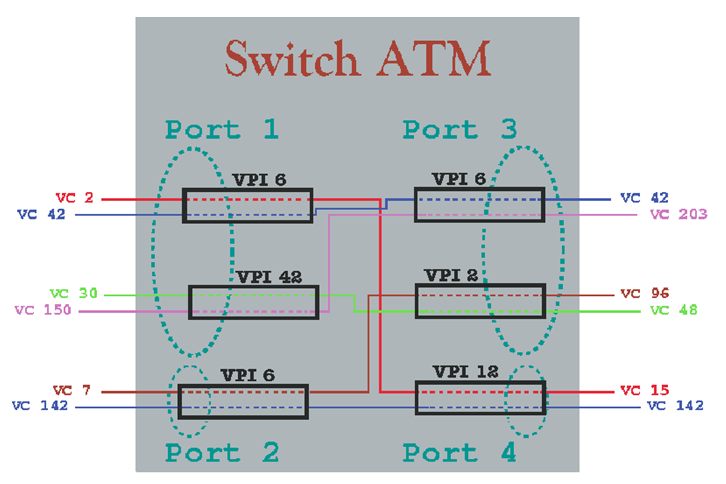 Switch ATM
Port 1 Port 3
VPI 6 VPI 6
VC 2 VC 42
VC 42 VC 203
VPI 42 VPI 2
VC 30 VC 96
VC 150 VC 48
VPI 6 VPI 12
VC 7 VC 15
VC 142 VC 142
Port 2 Port 4